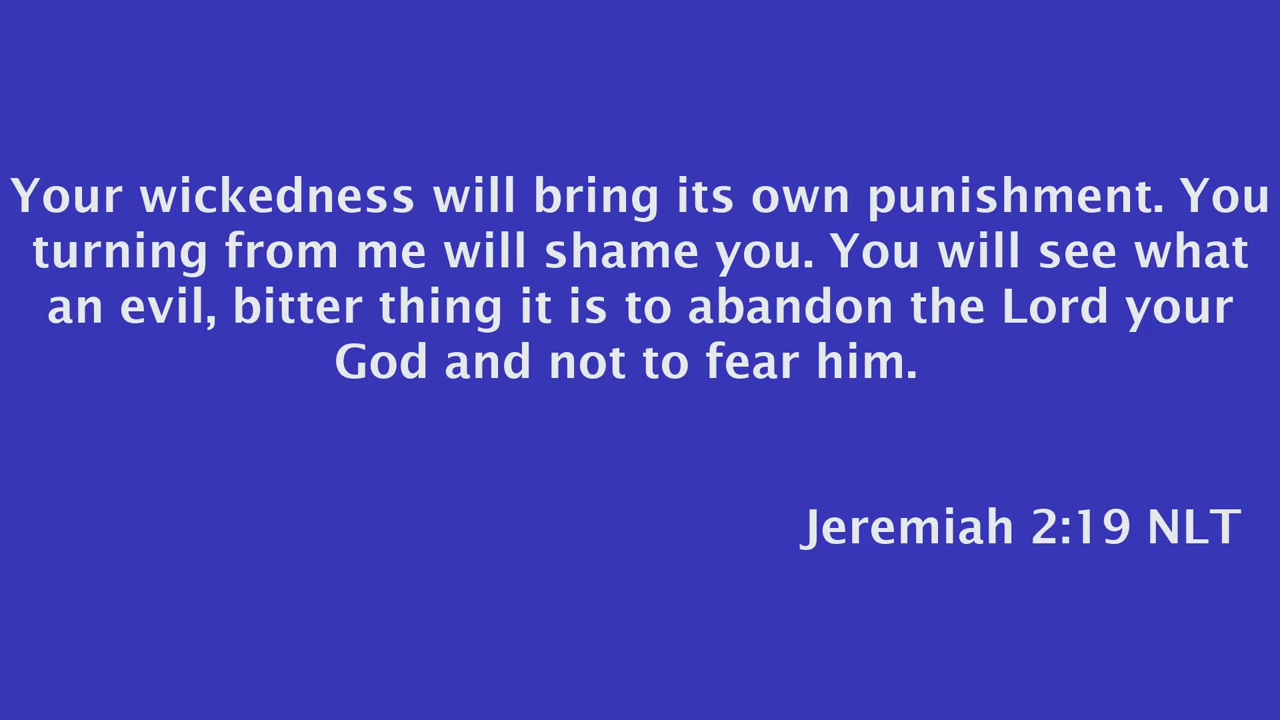 Your wickedness will bring its own punishment. You
turning from me will shame you. You will see what
an evil, bitter thing it is to abandon the Lord your
God and not to fear him.
Jeremiah 2:19 NLT